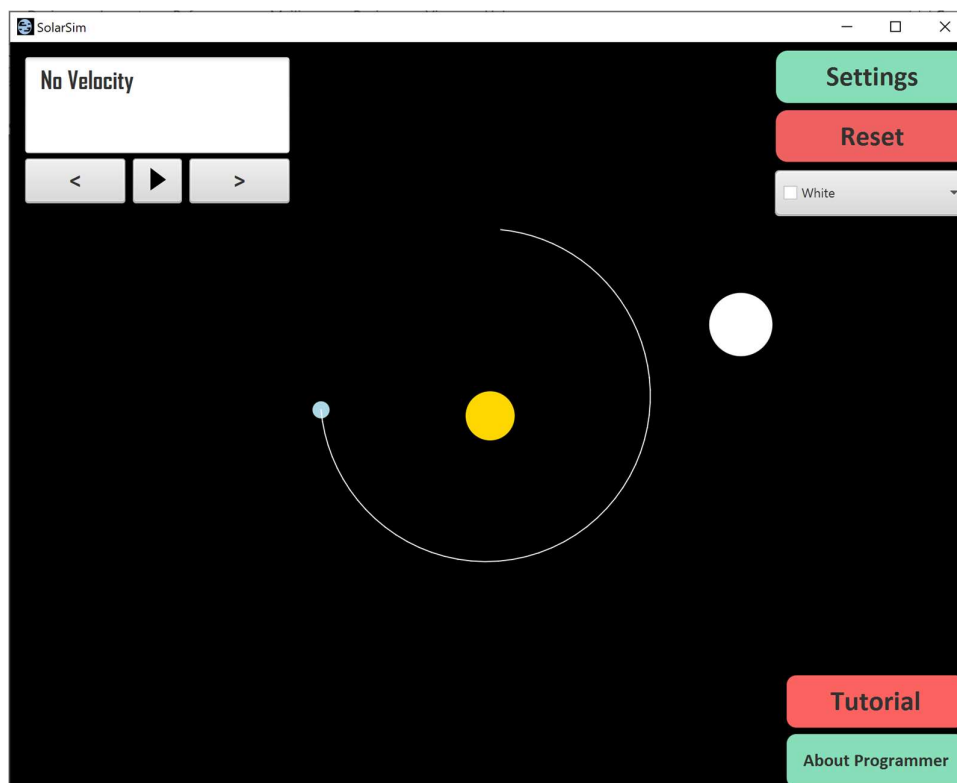 SolarSim
No Velocity
<
>
Settings
Reset
White
Tutorial
About Programmer